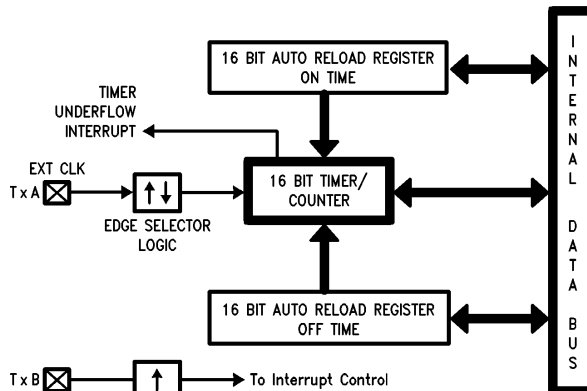 16 BIT AUTO RELOAD REGISTER
ON TIME
TIMER
UNDERFLOW
INTERRUPT
EXT CLK
TxA
16 BIT TIMER/
COUNTER
EDGE SELECTOR
LOGIC
16 BIT AUTO RELOAD REGISTER
OFF TIME
TxB
To Interrupt Control
INTERNAL DATA BUS